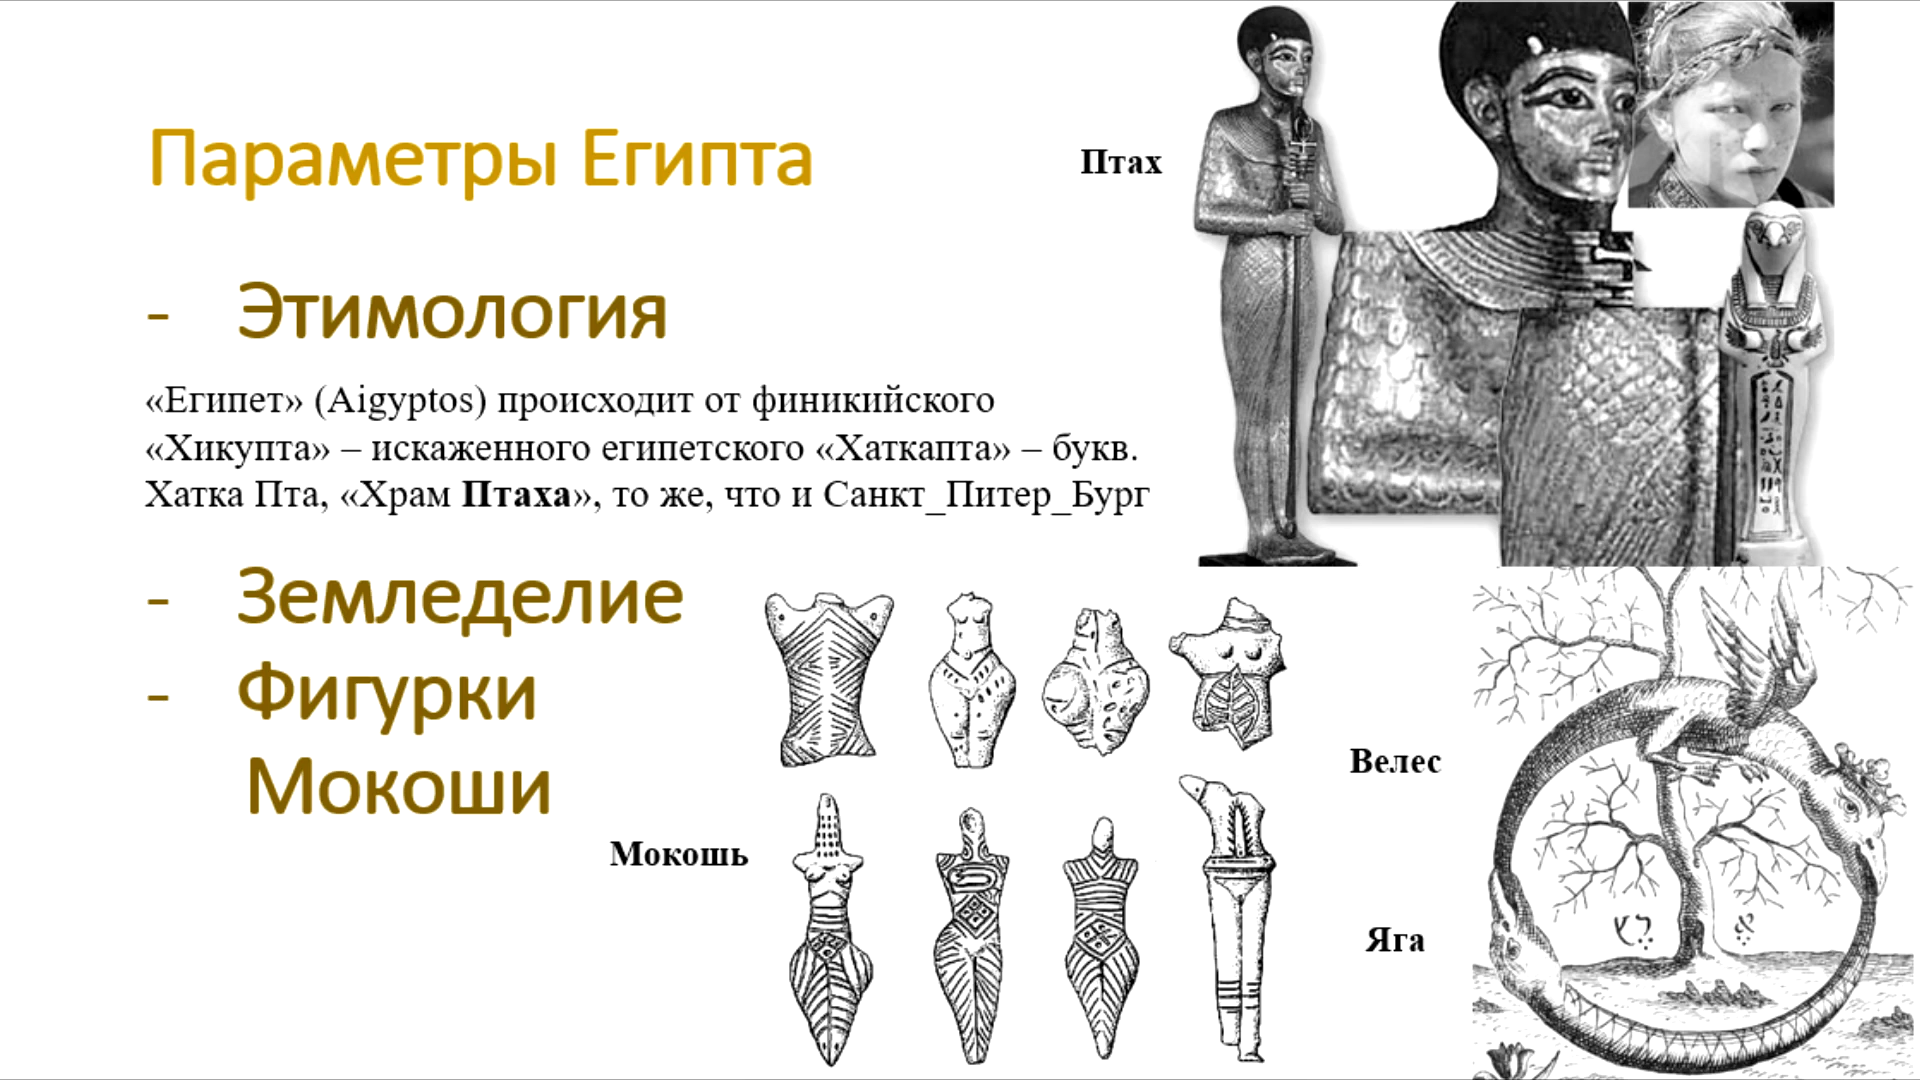 Параметры Египта
Птах
- Этимология
«Египет» (Aigyptos) происходит от финикийского
«Хикупта» – искаженного египетского «Хаткапта» – букв.
Хатка Пта, «Храм Птаха», то же, что и Санкт_Питер_Бург
- Земледелие
- Фигурки
Мокоши
Велес
Мокошь
Яга